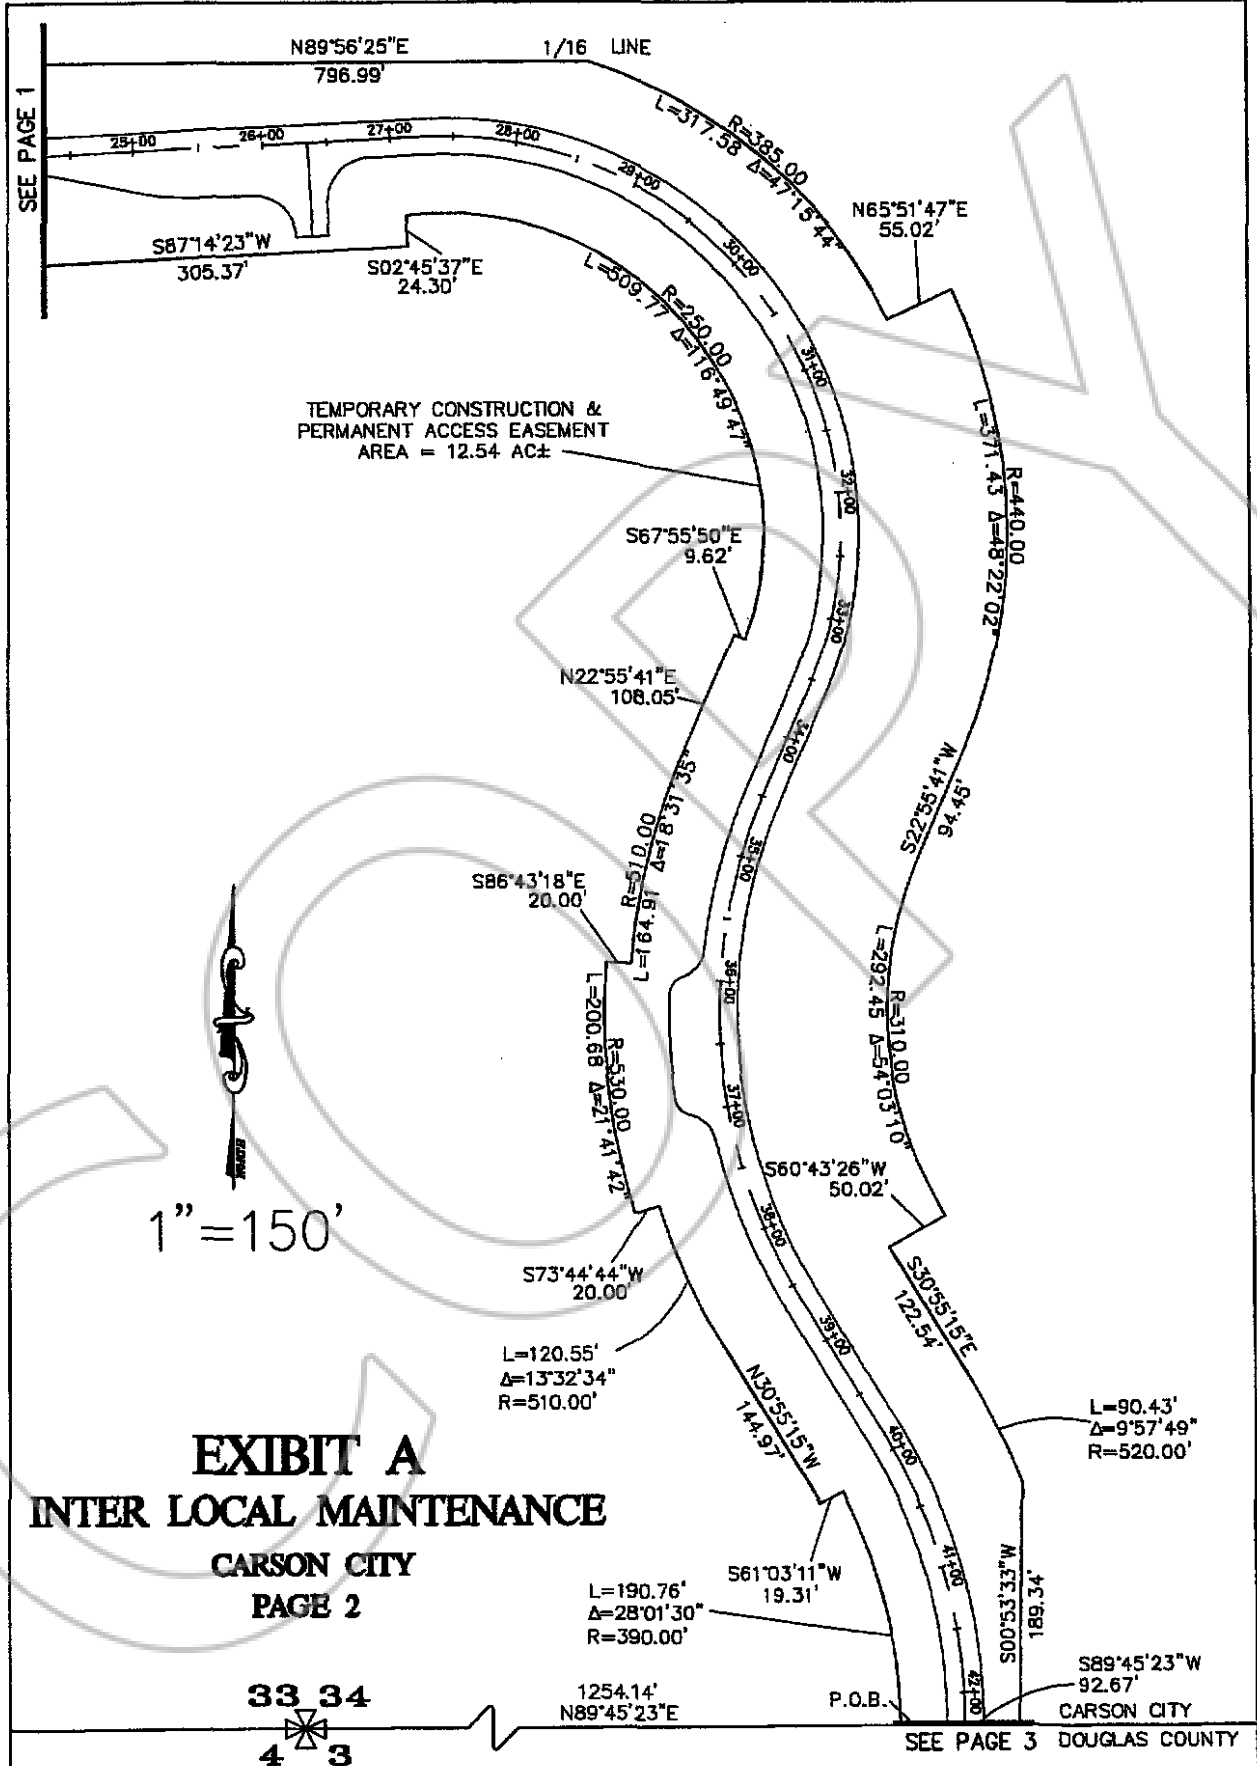 N89°56'25"E
796.99'
1/16 LINE
SEE PAGE 1
25+00
26+00
27+00
28+00
29+00
30+00
31+00
32+00
33+00
34+00
35+00
36+00
37+00
38+00
39+00
40+00
41+00
42+00
R=385.00
L=317.58 Δ=47°15'44"
N65°51'47"E
55.02'
S87°14'23"W
305.37'
S02°45'37"E
24.30'
R=250.00
L=509.77 Δ=116°49'47"
TEMPORARY CONSTRUCTION &
PERMANENT ACCESS EASEMENT
AREA = 12.54 AC±
R=440.00
L=371.43 Δ=48°22'02"
S67°55'50"E
9.62'
N22°55'41"E
108.05'
S22°55'41"W
94.45'
R=510.00
L=164.91 Δ=18°31'35"
S86°43'18"E
20.00'
R=310.00
L=292.45 Δ=54°03'10"
R=530.00
L=200.68 Δ=21°41'42"
S60°43'26"W
50.02'
1"=150'
S73°44'44"W
20.00'
S30°55'15"E
122.54'
L=120.55'
Δ=13°32'34"
R=510.00'
N30°55'15"W
144.97'
L=90.43'
Δ=9°57'49"
R=520.00'
EXIBIT A
INTER LOCAL MAINTENANCE
CARSON CITY
PAGE 2
S61°03'11"W
19.31'
L=190.76'
Δ=28°01'30"
R=390.00'
S00°53'33"W
189.34'
S89°45'23"W
92.67'
33 34
4 3
1254.14'
N89°45'23"E
P.O.B.
CARSON CITY
SEE PAGE 3 DOUGLAS COUNTY
COPY